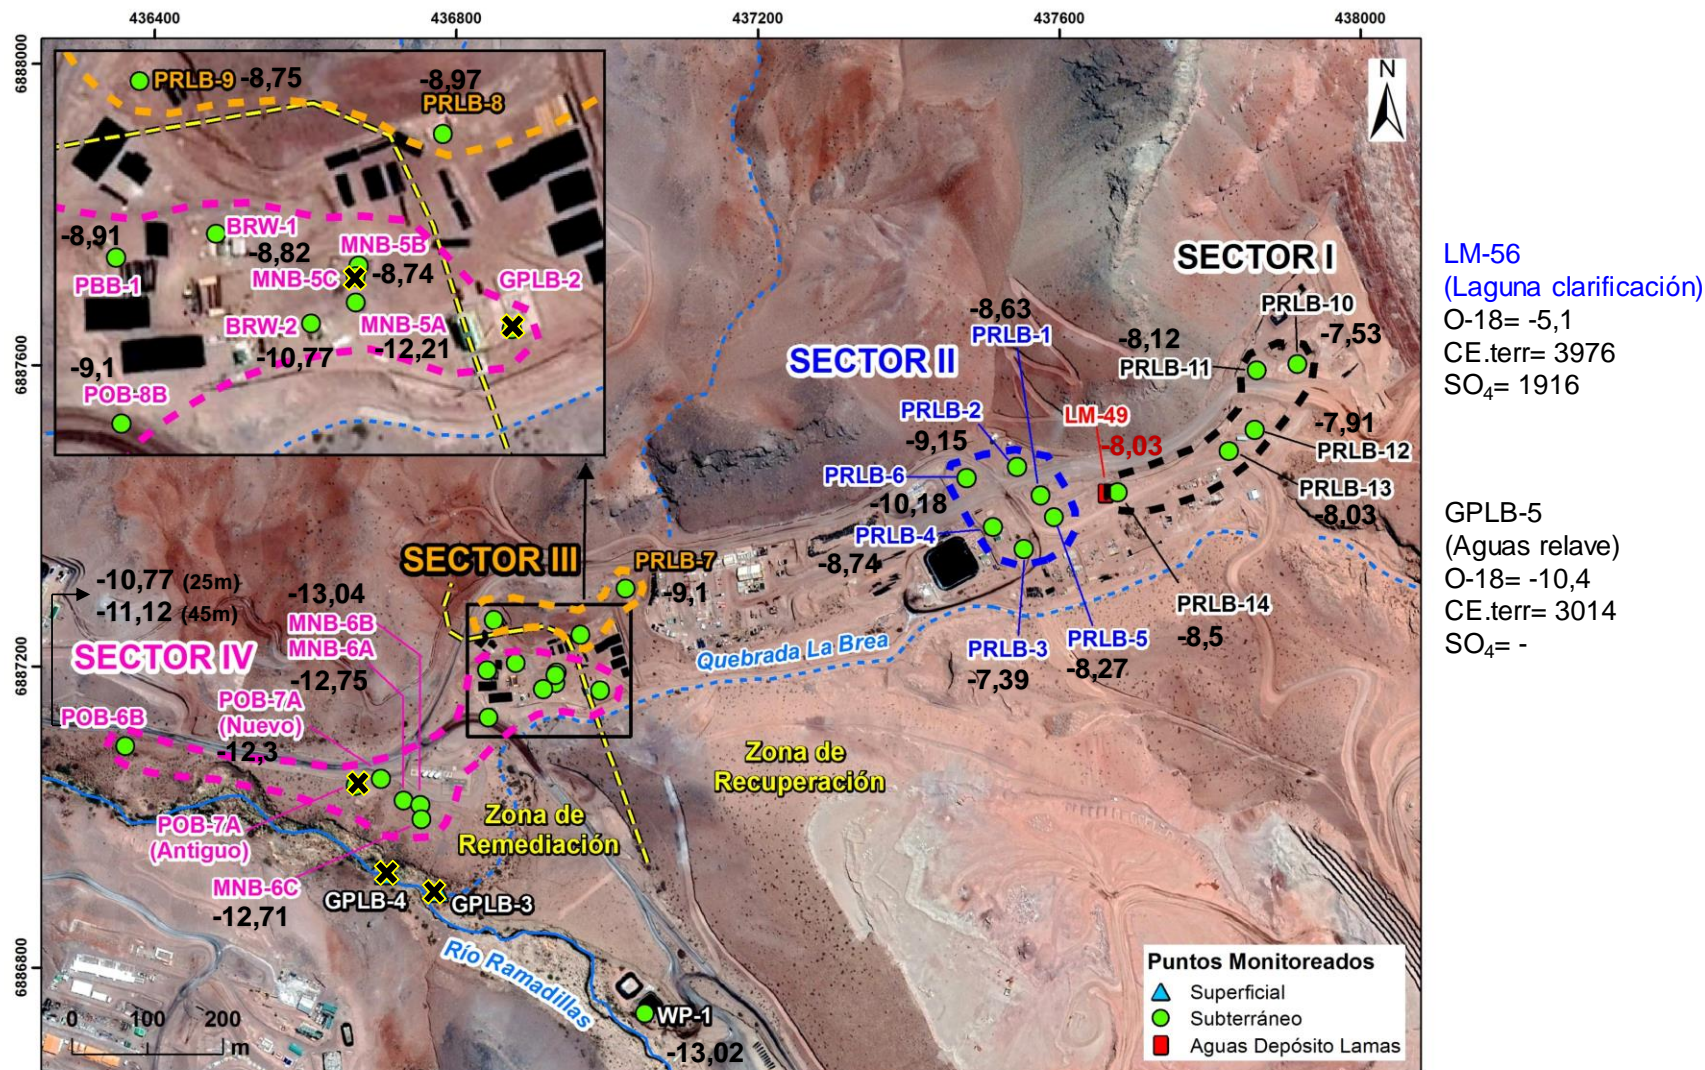 436400
436800
437200
437600
438000
6888000
6887600
6887200
6886800
PRLB-9
-8,75
-8,97
PRLB-8
BRW-1
-8,91
-8,82
MNB-5B
MNB-5C
-8,74
GPLB-2
PBB-1
BRW-2
MNB-5A
-10,77
-12,21
-9,1
POB-8B
N
SECTOR I
PRLB-10
-7,53
-8,63
PRLB-1
-8,12
PRLB-11
SECTOR II
PRLB-2
-9,15
LM-49
-8,03
-7,91
PRLB-12
PRLB-6
-10,18
PRLB-13
-8,03
PRLB-4
-8,74
SECTOR III
PRLB-7
-9,1
PRLB-14
-8,5
PRLB-3
-7,39
PRLB-5
-8,27
Quebrada La Brea
-10,77 (25m)
-11,12 (45m)
-13,04
MNB-6B
MNB-6A
-12,75
SECTOR IV
POB-7A
(Nuevo)
-12,3
POB-6B
POB-7A
(Antiguo)
MNB-6C
-12,71
Zona de
Recuperación
Zona de
Remediación
GPLB-4
GPLB-3
Río Ramadillas
WP-1
-13,02
0 100 200
m
Puntos Monitoreados
Superficial
Subterráneo
Aguas Depósito Lamas
LM-56
(Laguna clarificación)
O-18= -5,1
CE.terr= 3976
SO₄= 1916
GPLB-5
(Aguas relave)
O-18= -10,4
CE.terr= 3014
SO₄= -